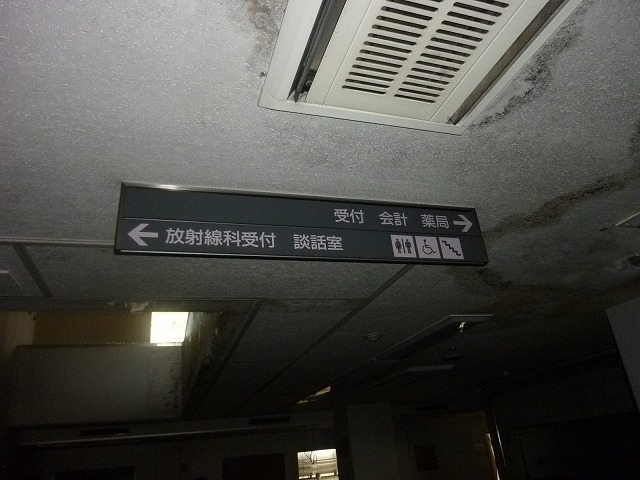 受付 会計 薬局 →
← 放射線科受付 談話室